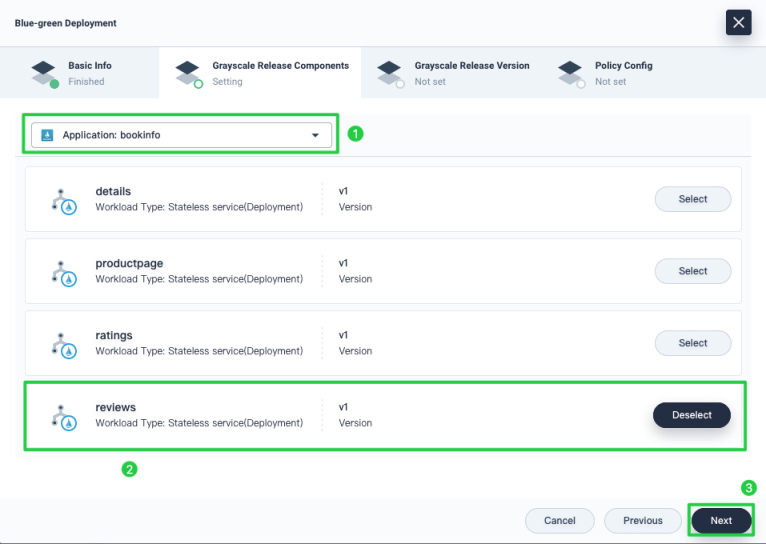 Blue-green Deployment
Basic Info
Finished
Grayscale Release Components
Setting
Grayscale Release Version
Not set
Policy Config
Not set
Application: bookinfo
1
details
Workload Type: Stateless service(Deployment)
v1
Version
Select
productpage
Workload Type: Stateless service(Deployment)
v1
Version
Select
ratings
Workload Type: Stateless service(Deployment)
v1
Version
Select
reviews
Workload Type: Stateless service(Deployment)
v1
Version
Deselect
2
3
Cancel
Previous
Next